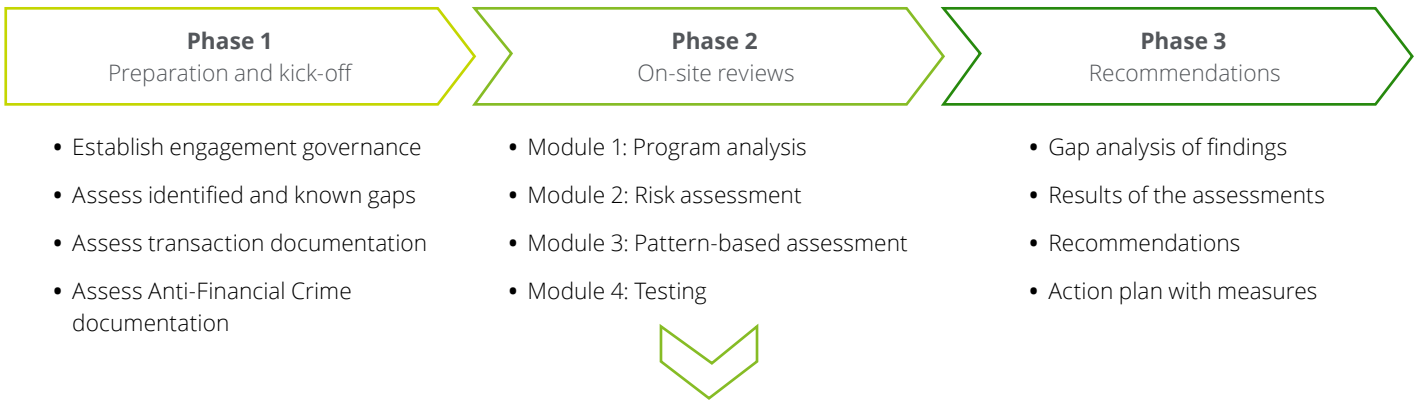 Phase 1
Preparation and kick-off
• Establish engagement governance
• Assess identified and known gaps
• Assess transaction documentation
• Assess Anti-Financial Crime
documentation
Phase 2
On-site reviews
• Module 1: Program analysis
• Module 2: Risk assessment
• Module 3: Pattern-based assessment
• Module 4: Testing
Phase 3
Recommendations
• Gap analysis of findings
• Results of the assessments
• Recommendations
• Action plan with measures